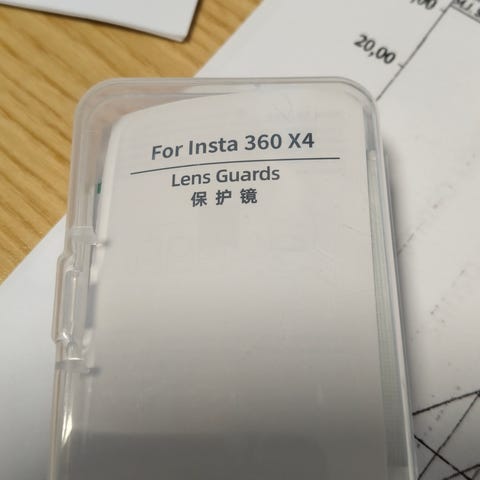 For Insta 360 X4
Lens Guards
保护镜
20,00